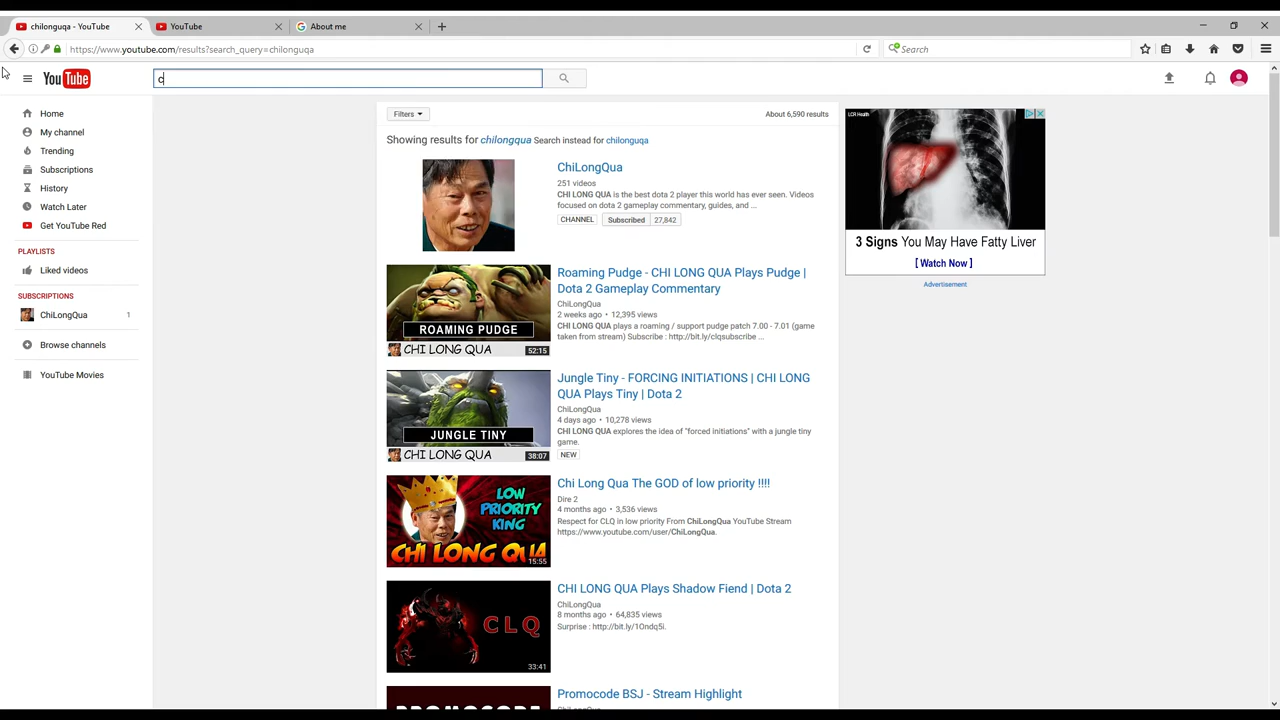 chilonguqa - YouTube
YouTube
About me
https://www.youtube.com/results?search_query=chilonguqa
Search
YouTube
c
Home
My channel
Trending
Subscriptions
History
Watch Later
Get YouTube Red
PLAYLISTS
Liked videos
SUBSCRIPTIONS
ChiLongQua 1
Browse channels
YouTube Movies
Filters
About 6,590 results
Showing results for chilongqua Search instead for chilonguqa
ChiLongQua
251 videos
CHI LONG QUA is the best dota 2 player this world has ever seen. Videos
focused on dota 2 gameplay commentary, guides, and ...
CHANNEL Subscribed 27,842
ROAMING PUDGE
CHI LONG QUA 52:15
Roaming Pudge - CHI LONG QUA Plays Pudge |
Dota 2 Gameplay Commentary
ChiLongQua
2 weeks ago • 12,395 views
CHI LONG QUA plays a roaming / support pudge patch 7.00 - 7.01 (game
taken from stream) Subscribe : http://bit.ly/clqsubscribe ...
JUNGLE TINY
CHI LONG QUA 38:07
Jungle Tiny - FORCING INITIATIONS | CHI LONG
QUA Plays Tiny | Dota 2
ChiLongQua
4 days ago • 10,278 views
CHI LONG QUA explores the idea of "forced initiations" with a jungle tiny
game.
NEW
LOW
PRIORITY
KING
CHI LONG QUA
15:55
Chi Long Qua The GOD of low priority !!!!
Dire 2
4 months ago • 3,536 views
Respect for CLQ in low priority From ChiLongQua YouTube Stream
https://www.youtube.com/user/ChiLongQua.
CLQ
33:41
CHI LONG QUA Plays Shadow Fiend | Dota 2
ChiLongQua
8 months ago • 64,835 views
Surprise : http://bit.ly/1Ondq5i.
PROMOCODE
Promocode BSJ - Stream Highlight
LCR Health
3 Signs You May Have Fatty Liver
[ Watch Now ]
Advertisement